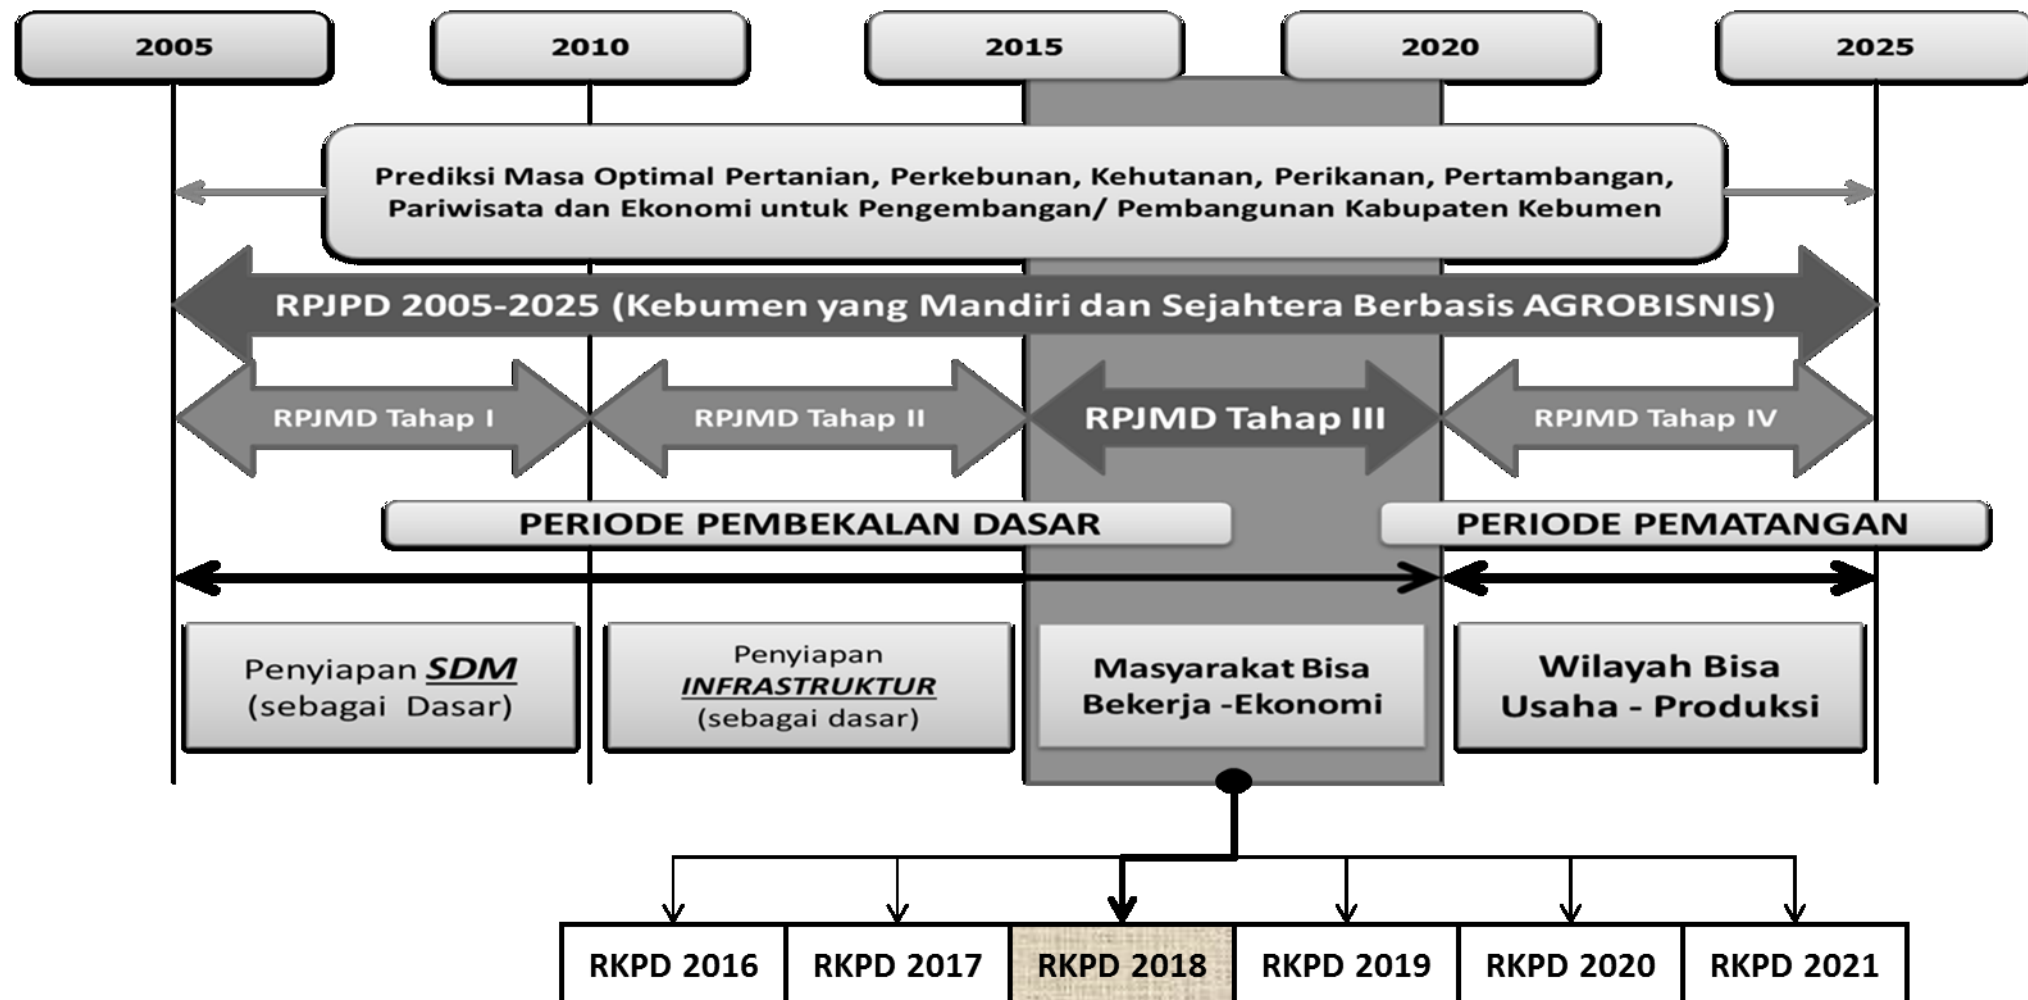 2005
2010
2015
2020
2025
Prediksi Masa Optimal Pertanian, Perkebunan, Kehutanan, Perikanan, Pertambangan,
Pariwisata dan Ekonomi untuk Pengembangan/ Pembangunan Kabupaten Kebumen
RPJPD 2005-2025 (Kebumen yang Mandiri dan Sejahtera Berbasis AGROBISNIS)
RPJMD Tahap I
RPJMD Tahap II
RPJMD Tahap III
RPJMD Tahap IV
PERIODE PEMBEKALAN DASAR
PERIODE PEMATANGAN
Penyiapan SDM
(sebagai Dasar)
Penyiapan
INFRASTRUKTUR
(sebagai dasar)
Masyarakat Bisa
Bekerja -Ekonomi
Wilayah Bisa
Usaha - Produksi
RKPD 2016
RKPD 2017
RKPD 2018
RKPD 2019
RKPD 2020
RKPD 2021